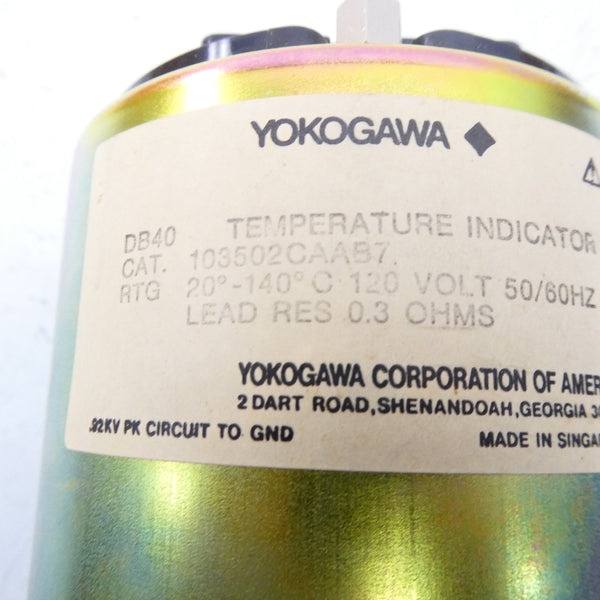 YOKOGAWA
DB40 TEMPERATURE INDICATOR
CAT. 103502CAAB7
RTG 20°-140° C 120 VOLT 50/60HZ
LEAD RES 0.3 OHMS
YOKOGAWA CORPORATION OF AMER
2 DART ROAD, SHENANDOAH, GEORGIA 3
.92KV PK CIRCUIT TO GND
MADE IN SINGA